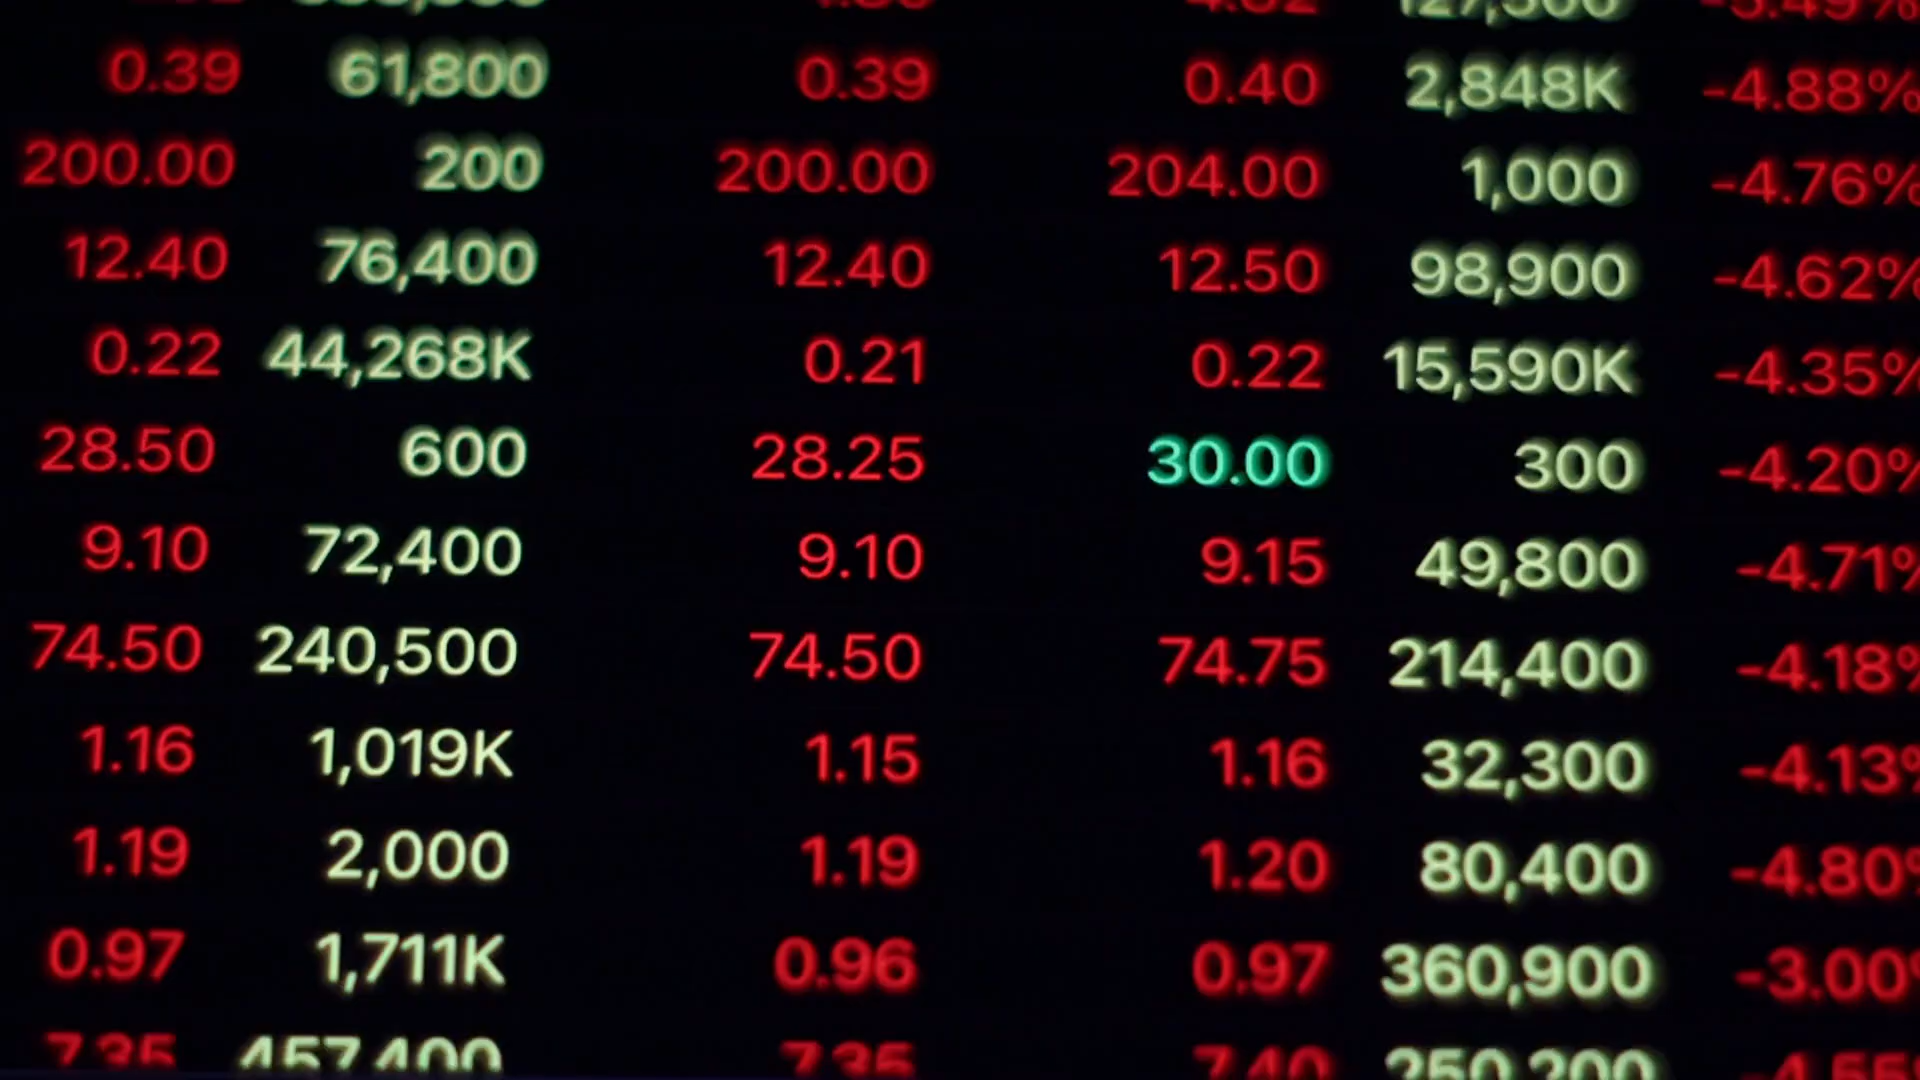 127,500 -5.49%
0.39 61,800 0.39 0.40 2,848K -4.88%
200.00 200 200.00 204.00 1,000 -4.76%
12.40 76,400 12.40 12.50 98,900 -4.62%
0.22 44,268K 0.21 0.22 15,590K -4.35%
28.50 600 28.25 30.00 300 -4.20%
9.10 72,400 9.10 9.15 49,800 -4.71%
74.50 240,500 74.50 74.75 214,400 -4.18%
1.16 1,019K 1.15 1.16 32,300 -4.13%
1.19 2,000 1.19 1.20 80,400 -4.80%
0.97 1,711K 0.96 0.97 360,900 -3.00%
7.35 457,400 7.35 7.40 250,200 -4.55%